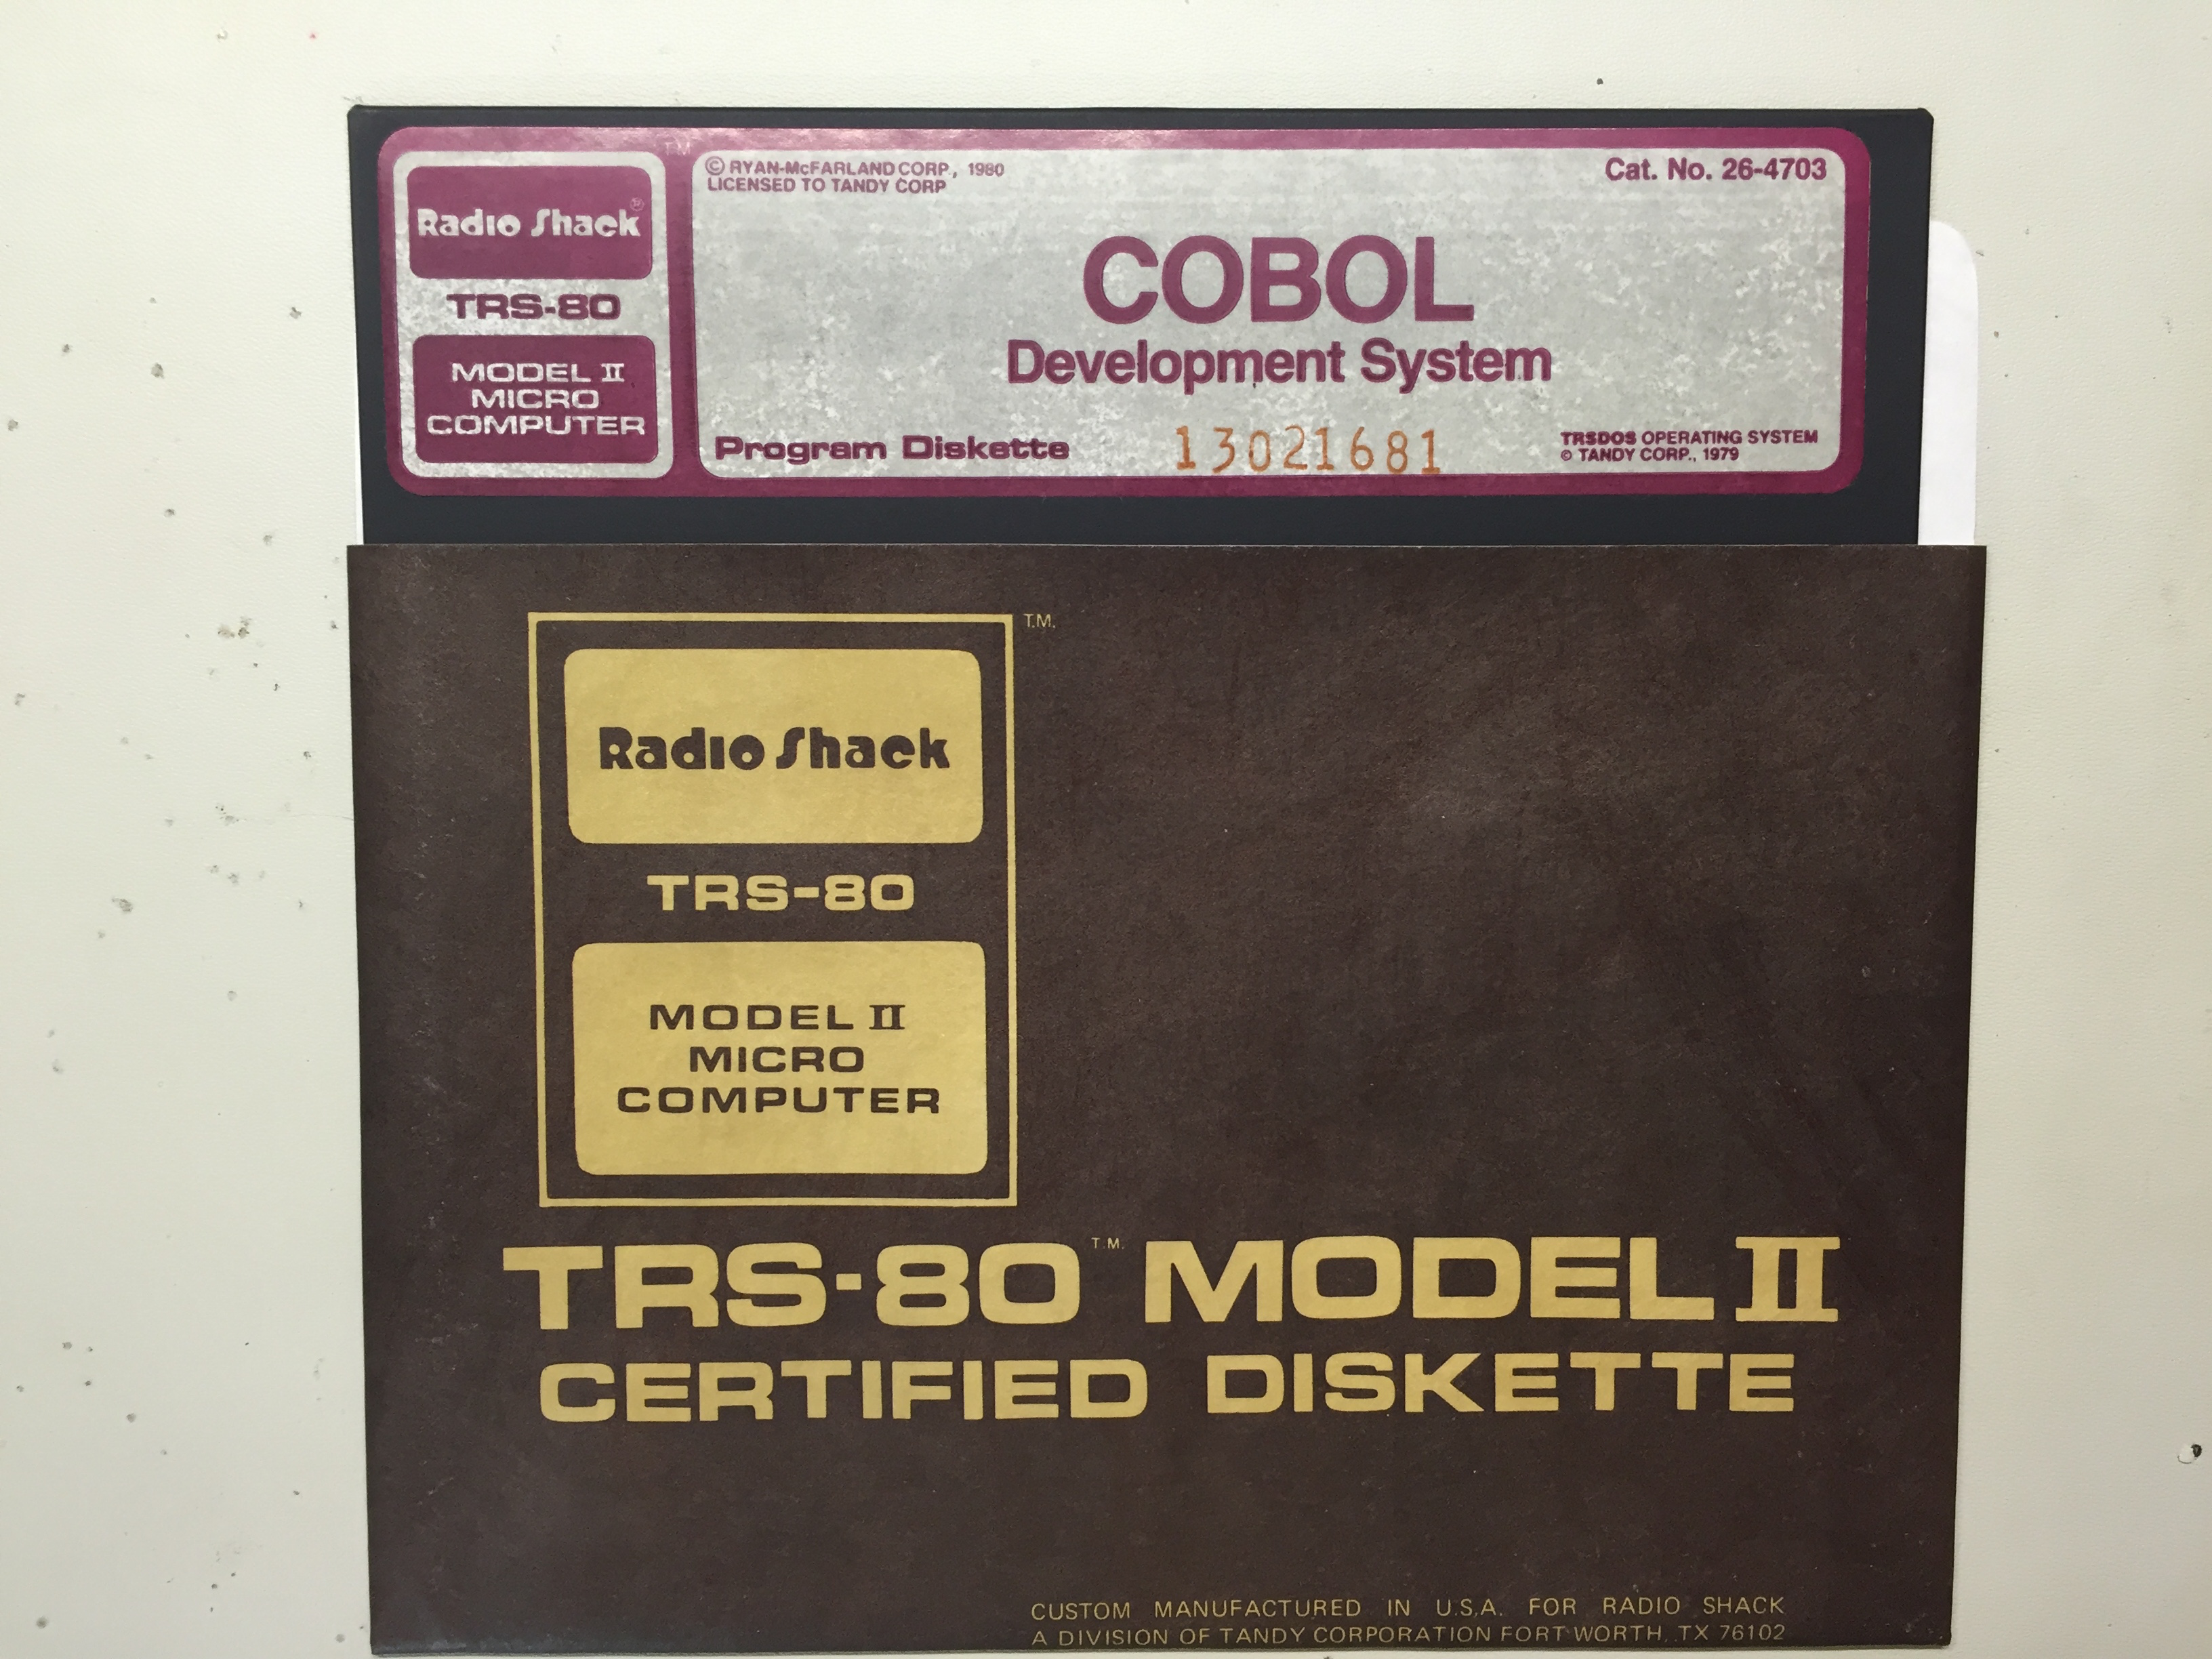 Radio Shack®
TRS-80
MODEL II
MICRO
COMPUTER
TM
© RYAN-McFARLAND CORP., 1980
LICENSED TO TANDY CORP
Cat. No. 26-4703
COBOL
Development System
Program Diskette
13021681
TRSDOS OPERATING SYSTEM
© TANDY CORP., 1979
T.M.
Radio Shack
TRS-80
MODEL II
MICRO
COMPUTER
TRS-80 T.M. MODEL II
CERTIFIED DISKETTE
CUSTOM MANUFACTURED IN U.S.A. FOR RADIO SHACK
A DIVISION OF TANDY CORPORATION FORT WORTH, TX 76102